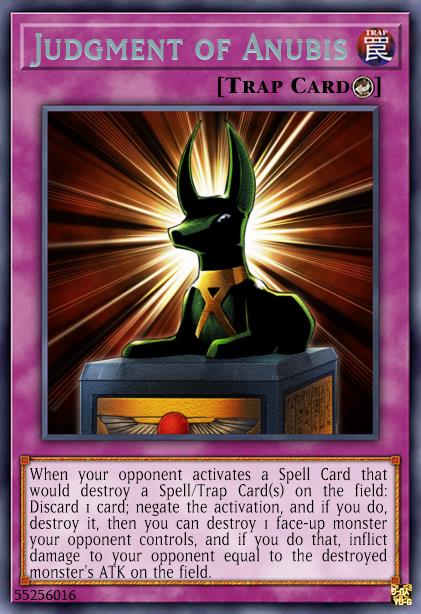 JUDGMENT OF ANUBIS
TRAP
罠
[TRAP CARD]
When your opponent activates a Spell Card that
would destroy a Spell/Trap Card(s) on the field:
Discard 1 card; negate the activation, and if you do,
destroy it, then you can destroy 1 face-up monster
your opponent controls, and if you do that, inflict
damage to your opponent equal to the destroyed
monster's ATK on the field.
55256016